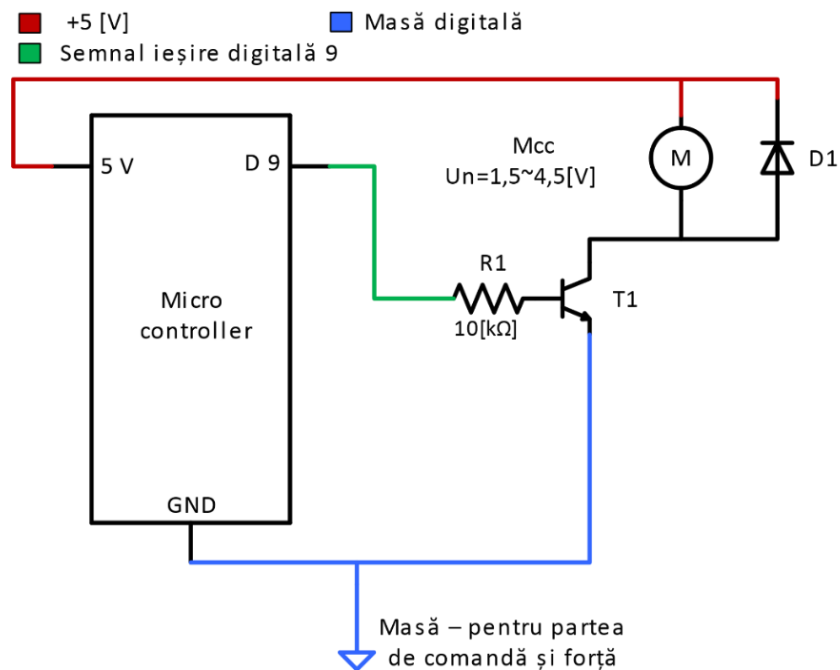 +5 [V]
Masă digitală
Semnal ieșire digitală 9
5 V
D 9
Mcc
Un=1,5~4,5[V]
M
D1
R1
10[kΩ]
T1
Micro
controller
GND
Masă – pentru partea
de comandă și forță